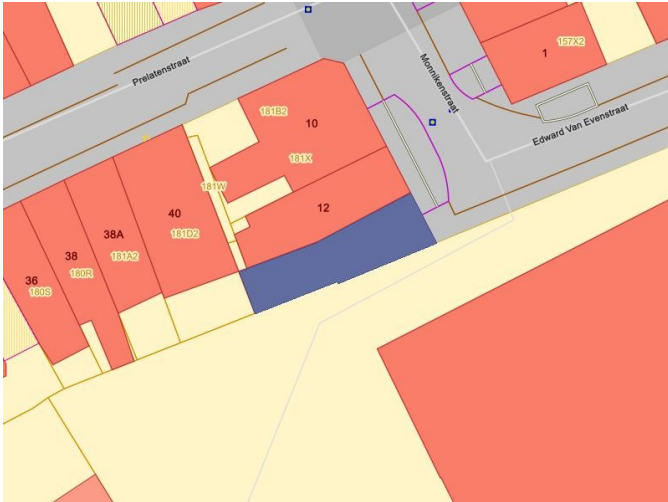 157X2
1
Monnikenstraat
Prelatenstraat
Edward Van Evenstraat
181B2
10
181X
181W
12
40
181D2
38A
181A2
38
180R
36
180S